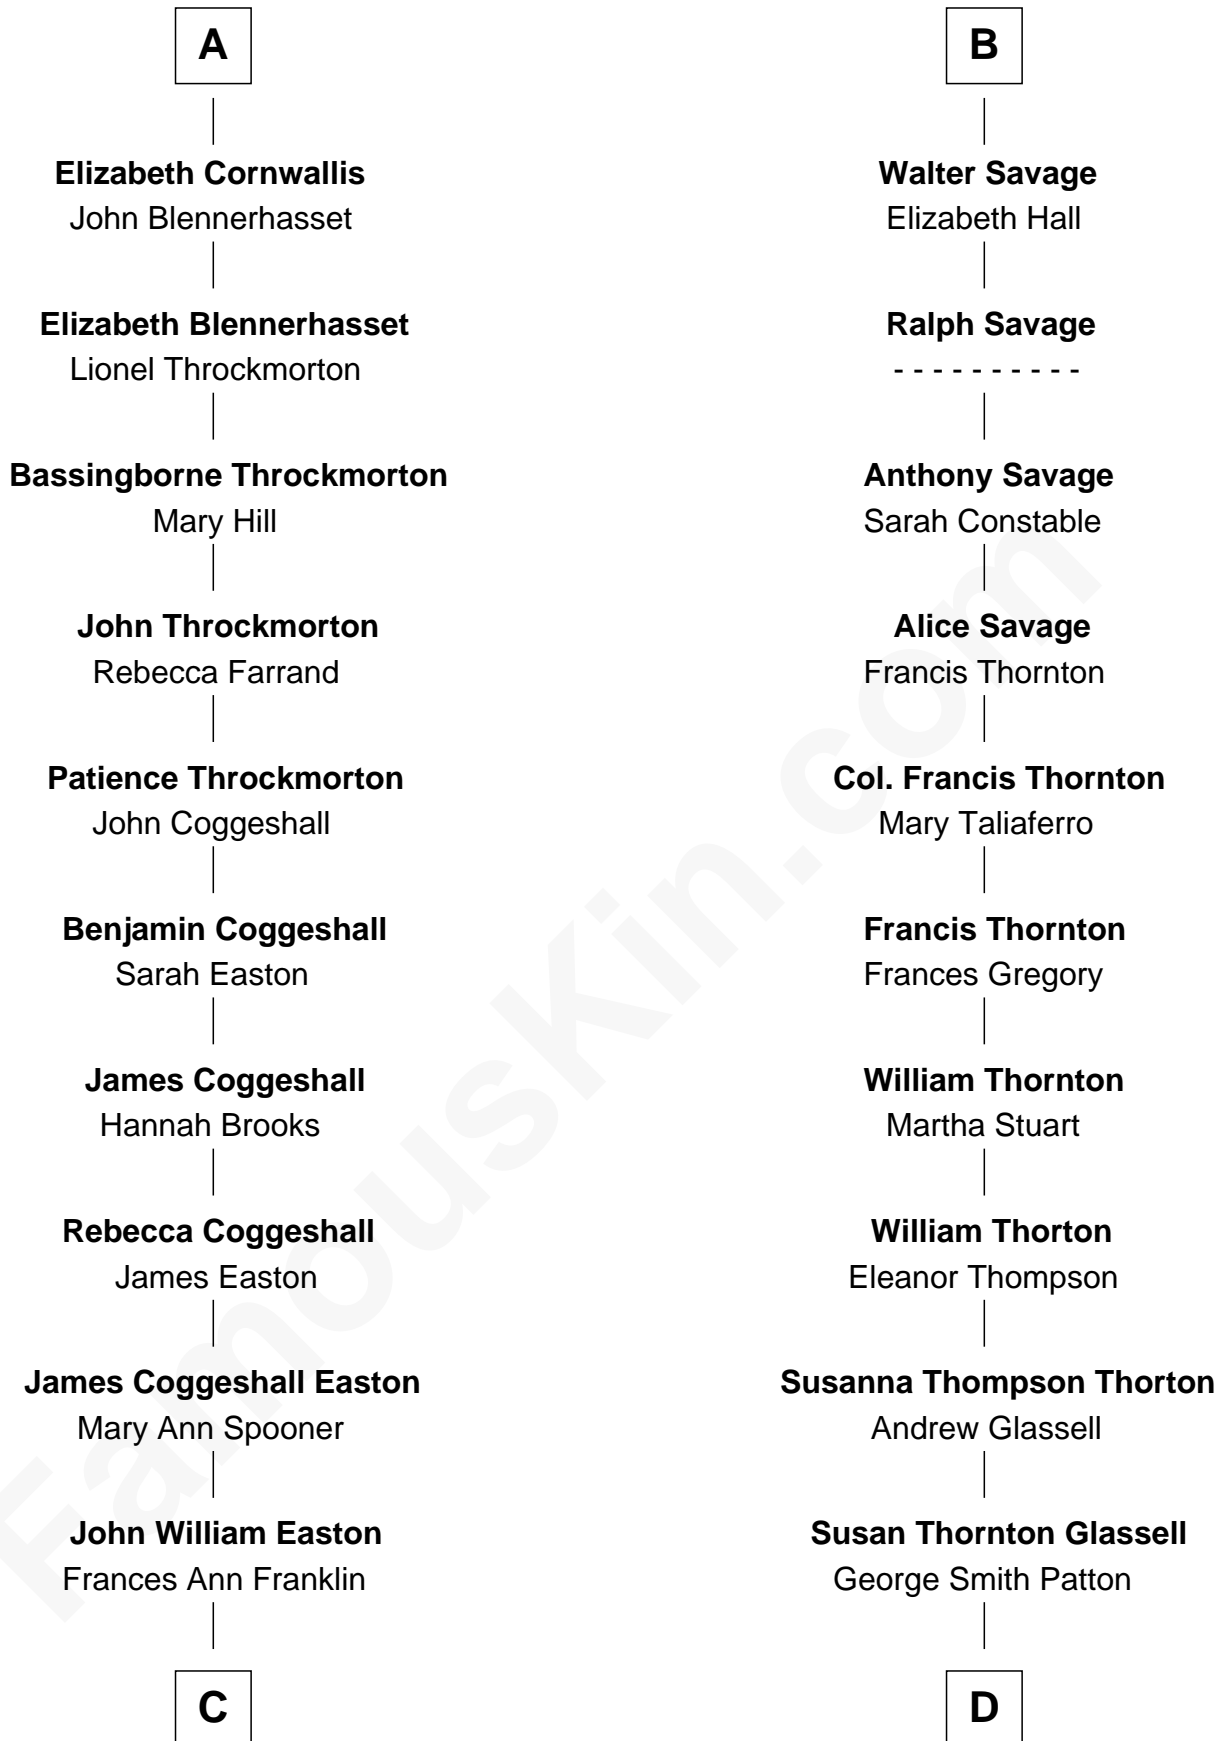 A
Elizabeth Cornwallis
John Blennerhasset
Elizabeth Blennerhasset
Lionel Throckmorton
Bassingborne Throckmorton
Mary Hill
John Throckmorton
Rebecca Farrand
Patience Throckmorton
John Coggeshall
Benjamin Coggeshall
Sarah Easton
James Coggeshall
Hannah Brooks
Rebecca Coggeshall
James Easton
James Coggeshall Easton
Mary Ann Spooner
John William Easton
Frances Ann Franklin
C
B
Walter Savage
Elizabeth Hall
Ralph Savage
- - - - - - - - - -
Anthony Savage
Sarah Constable
Alice Savage
Francis Thornton
Col. Francis Thornton
Mary Taliaferro
Francis Thornton
Frances Gregory
William Thornton
Martha Stuart
William Thorton
Eleanor Thompson
Susanna Thompson Thorton
Andrew Glassell
Susan Thornton Glassell
George Smith Patton
D
FamousKin.com